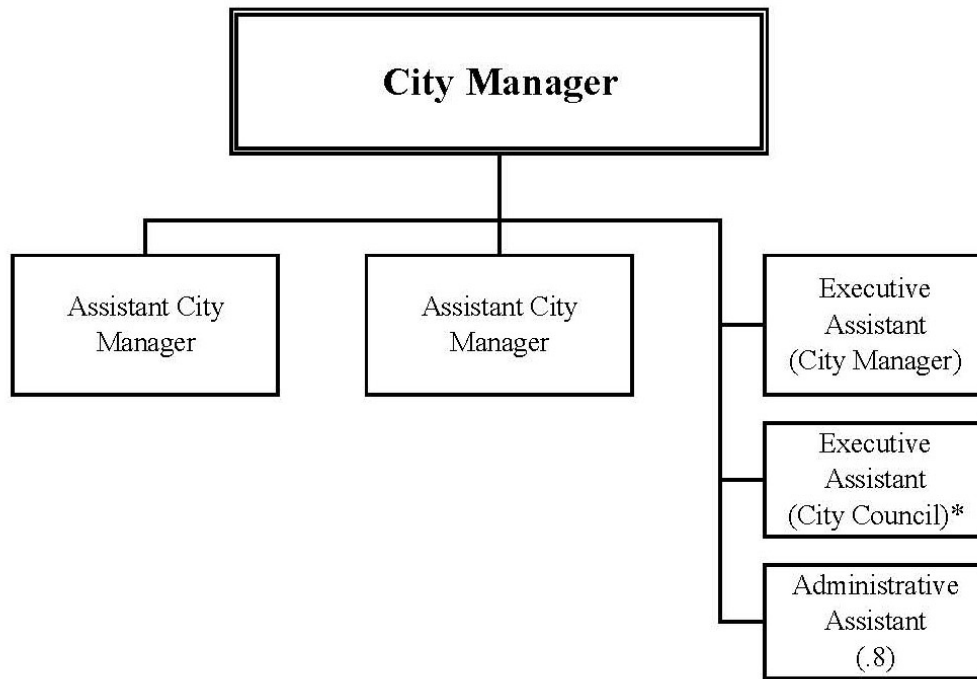 City Manager
Assistant City
Manager
Assistant City
Manager
Executive
Assistant
(City Manager)
Executive
Assistant
(City Council)*
Administrative
Assistant
(.8)